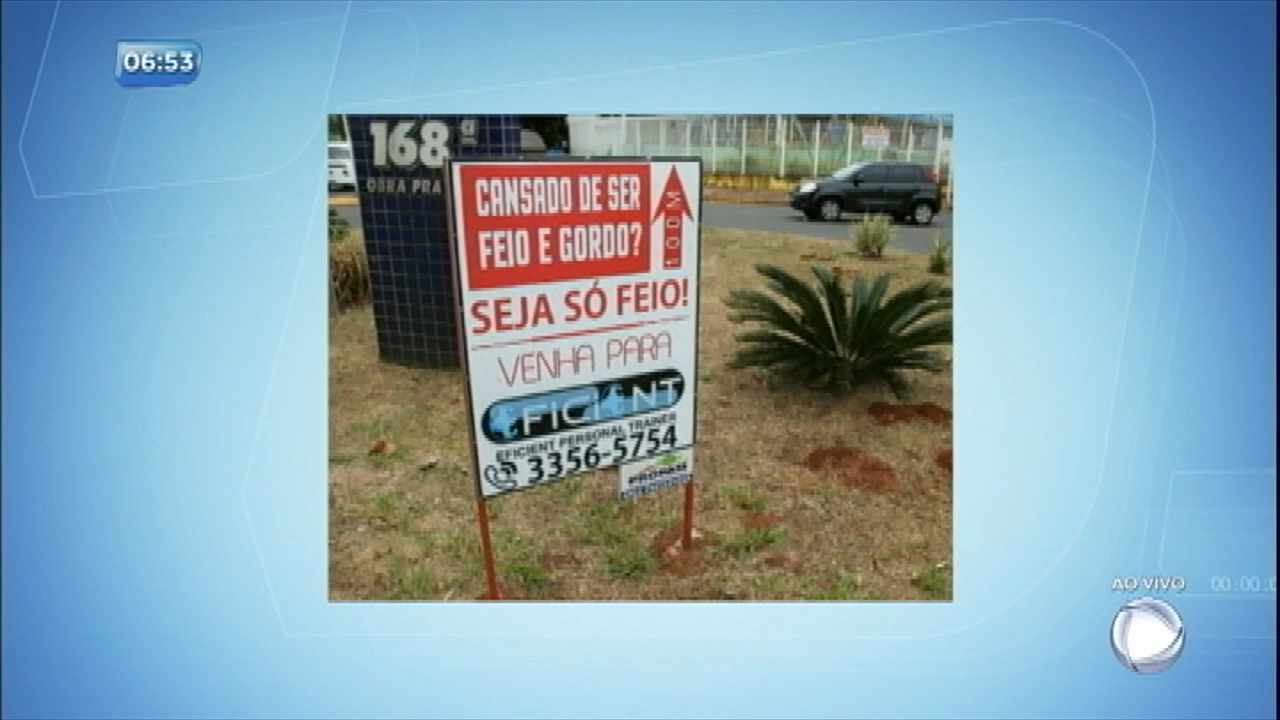 06:53
168ª
OBRA PRA
CANSADO DE SER
FEIO E GORDO?
100M
SEJA SÓ FEIO!
VENHA PARA
EFICIENT
EFICIENT PERSONAL TRAINER
3356-5754
AO VIVO